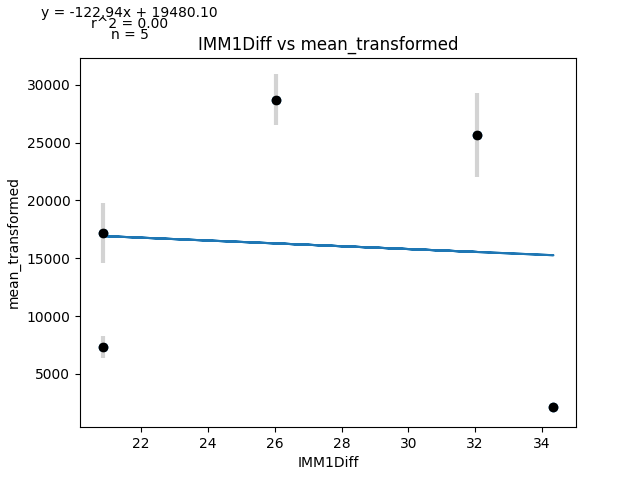 y = -122.94x + 19480.10
r^2 = 0.00
n = 5
IMM1Diff vs mean_transformed
30000
25000
20000
15000
10000
5000
mean_transformed
22 24 26 28 30 32 34
IMM1Diff